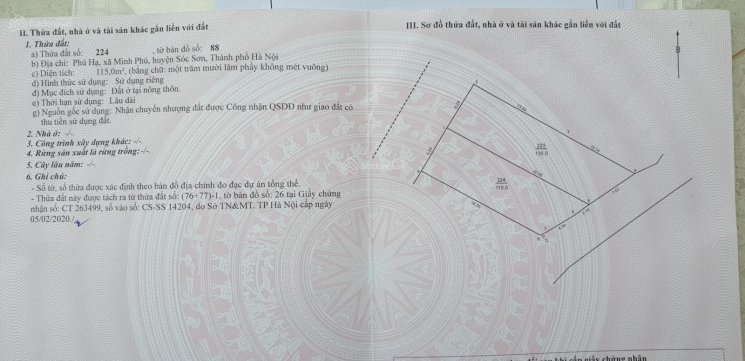 II. Thửa đất, nhà ở và tài sản khác gắn liền với đất
1. Thửa đất:
a) Thửa đất số: 224 , tờ bản đồ số: 88
b) Địa chỉ: Phú Hạ, xã Minh Phú, huyện Sóc Sơn, Thành phố Hà Nội
c) Diện tích: 115,0m², (bằng chữ: một trăm mười lăm phẩy không mét vuông)
d) Hình thức sử dụng: Sử dụng riêng
đ) Mục đích sử dụng: Đất ở tại nông thôn.
e) Thời hạn sử dụng: Lâu dài
g) Nguồn gốc sử dụng: Nhận chuyển nhượng đất được Công nhận QSDĐ như giao đất có
thu tiền sử dụng đất.
2. Nhà ở: -/-.
3. Công trình xây dựng khác: -/-.
4. Rừng sản xuất là rừng trồng: -/-.
5. Cây lâu năm: -/-.
6. Ghi chú:
- Số tờ, số thửa được xác định theo bản đồ địa chính đo đạc dự án tổng thể.
- Thửa đất này được tách ra từ thửa đất số: (76+77)-1, tờ bản đồ số: 26 tại Giấy chứng
nhận số: CT 263499, số vào sổ: CS-SS 14204, do Sở TN&MT. TP Hà Nội cấp ngày
05/02/2020./.
III. Sơ đồ thửa đất, nhà ở và tài sản khác gắn liền với đất
B
223
224
115.0
Batdongsan
khi cấp giấy chứng nhận